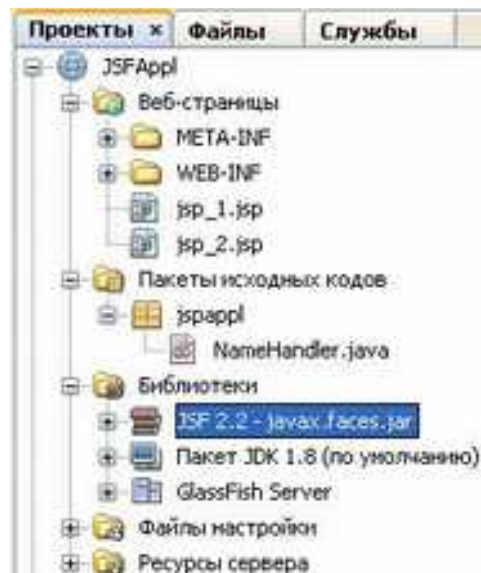 Проекты × Файлы Службы
JSFAppl
Веб-страницы
META-INF
WEB-INF
jsp_1.jsp
jsp_2.jsp
Пакеты исходных кодов
jspappl
NameHandler.java
Библиотеки
JSF 2.2 - javax.faces.jar
Пакет JDK 1.8 (по умолчанию)
GlassFish Server
Файлы настройки
Ресурсы сервера